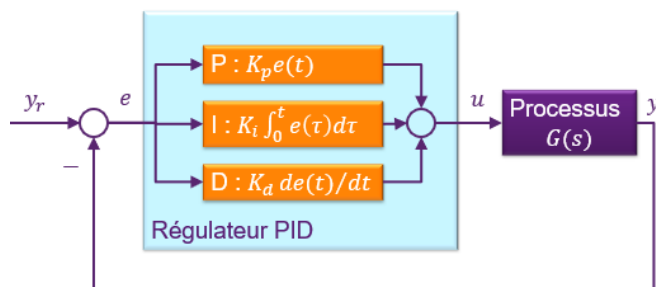 P : K_p e(t)
y_r
e
I : K_i ∫_0^t e(τ)dτ
u
Processus
G(s)
y
−
D : K_d de(t)/dt
Régulateur PID